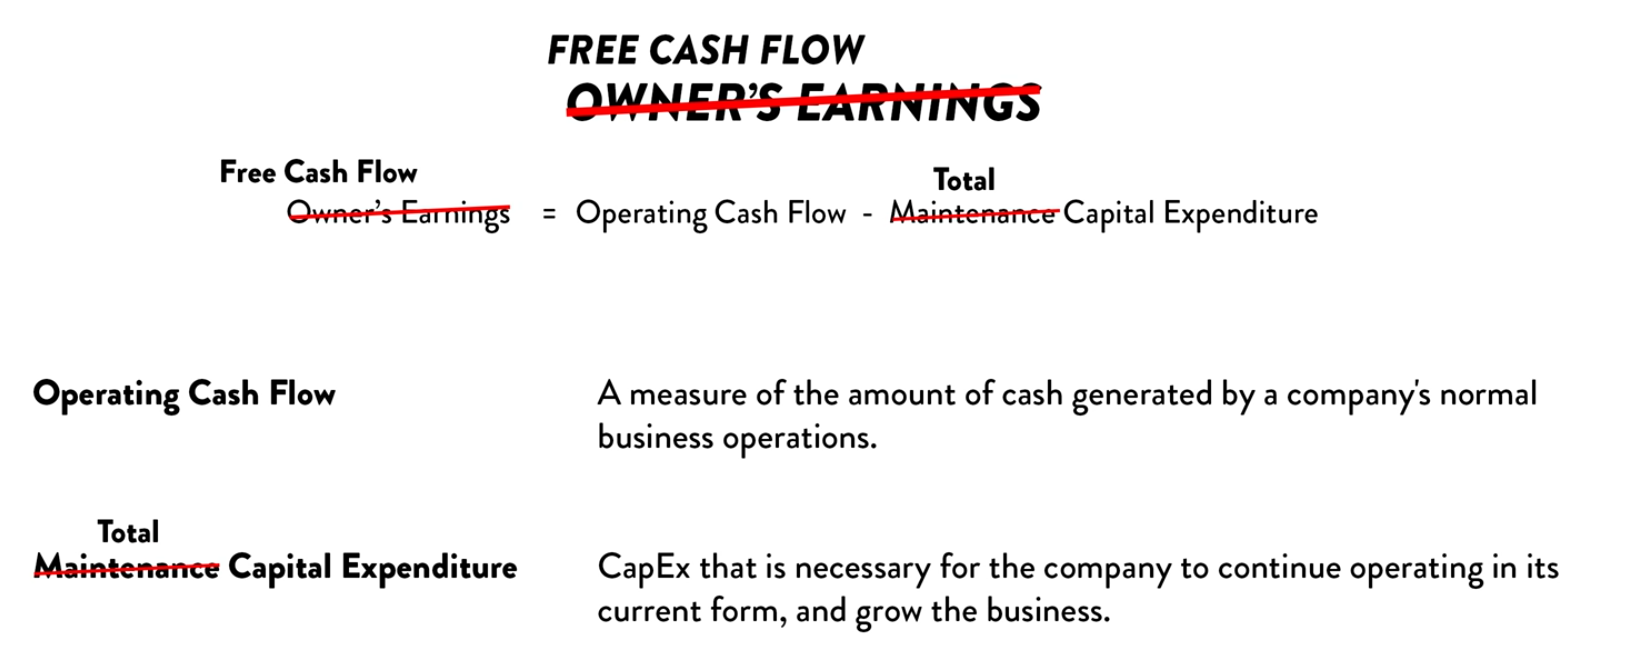 FREE CASH FLOW
OWNER'S EARNINGS
Free Cash Flow
Total
Owner's Earnings = Operating Cash Flow - Maintenance Capital Expenditure
Operating Cash Flow
A measure of the amount of cash generated by a company's normal
business operations.
Total
Maintenance Capital Expenditure
CapEx that is necessary for the company to continue operating in its
current form, and grow the business.